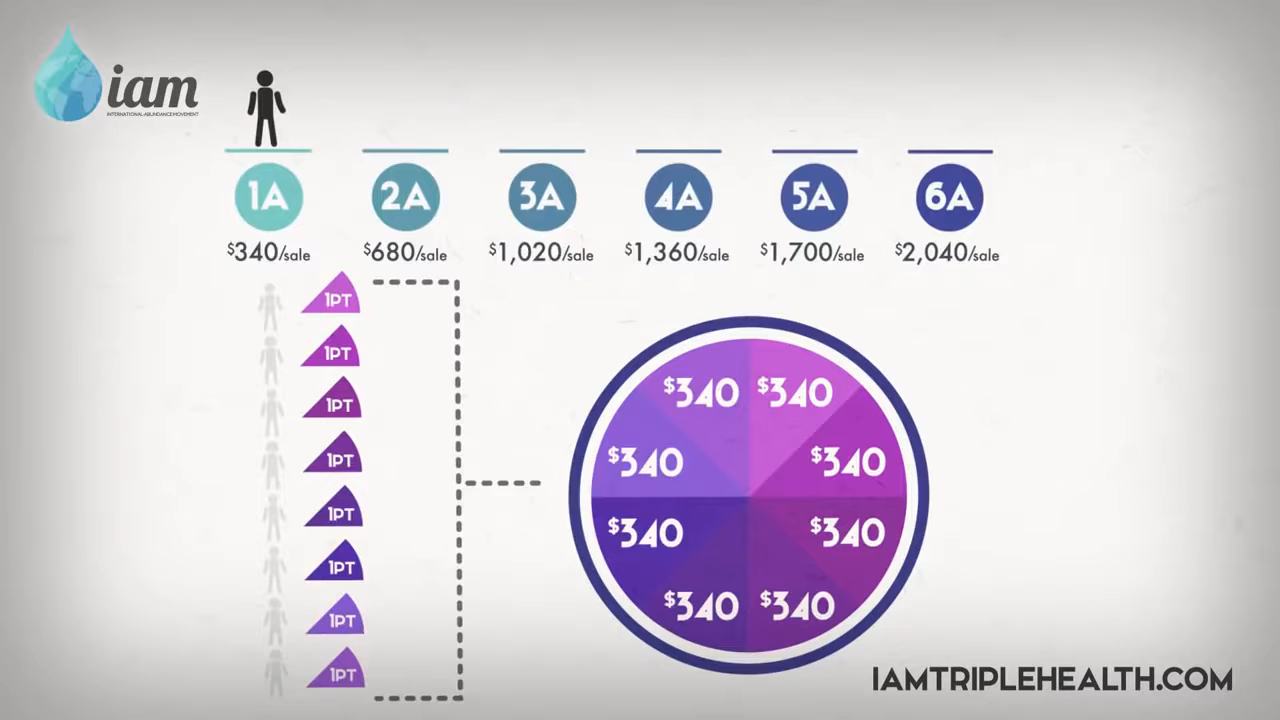 iam
INTERNATIONAL ABUNDANCE MOVEMENT
1A 2A 3A 4A 5A 6A
$340/sale $680/sale $1,020/sale $1,360/sale $1,700/sale $2,040/sale
1PT
1PT
1PT
1PT
1PT
1PT
1PT
1PT
$340 $340
$340 $340
$340 $340
$340 $340
IAMTRIPLEHEALTH.COM